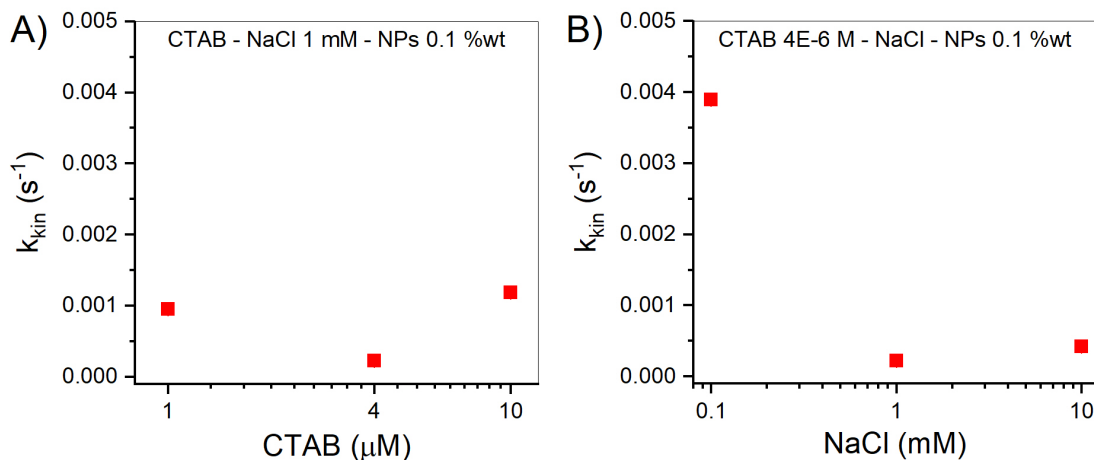 A)
CTAB - NaCl 1 mM - NPs 0.1 %wt
0.005
0.004
0.003
0.002
0.001
0.000
k_kin (s^-1)
1
4
10
CTAB (μM)
B)
CTAB 4E-6 M - NaCl - NPs 0.1 %wt
0.005
0.004
0.003
0.002
0.001
0.000
k_kin (s^-1)
0.1
1
10
NaCl (mM)